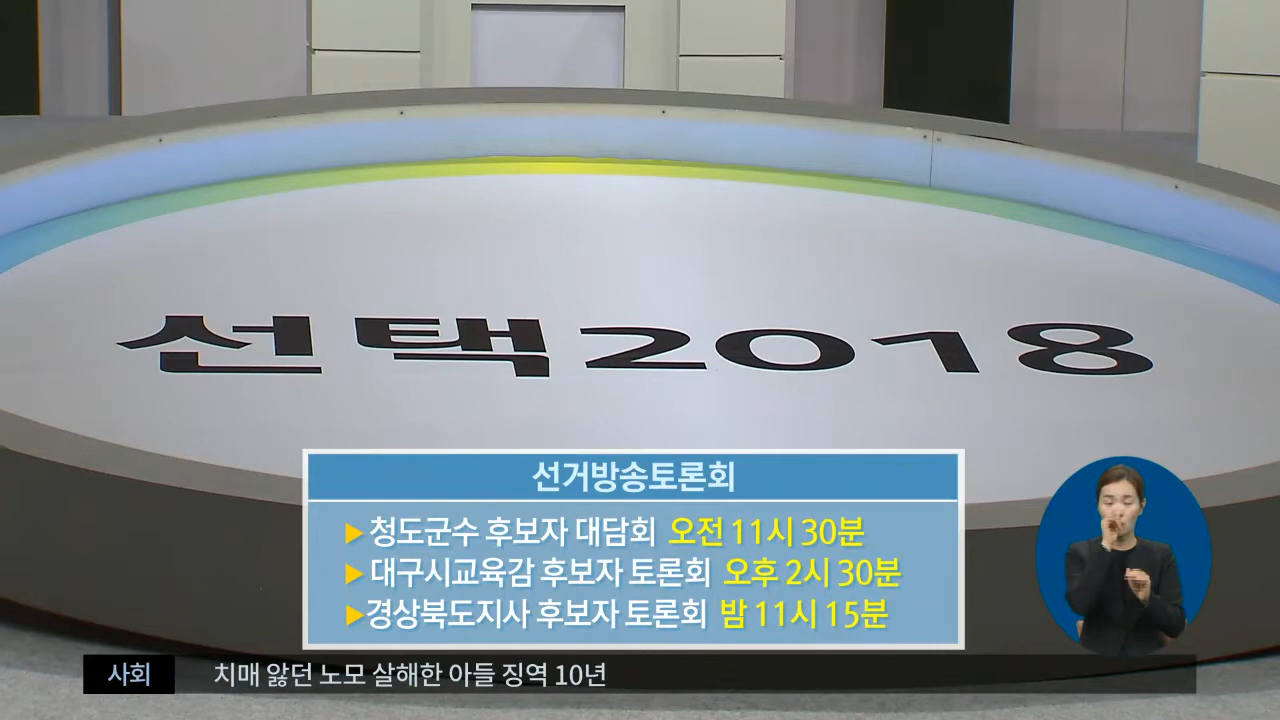 선택2018
선거방송토론회
▶청도군수 후보자 대담회 오전 11시 30분
▶대구시교육감 후보자 토론회 오후 2시 30분
▶경상북도지사 후보자 토론회 밤 11시 15분
사회 치매 앓던 노모 살해한 아들 징역 10년